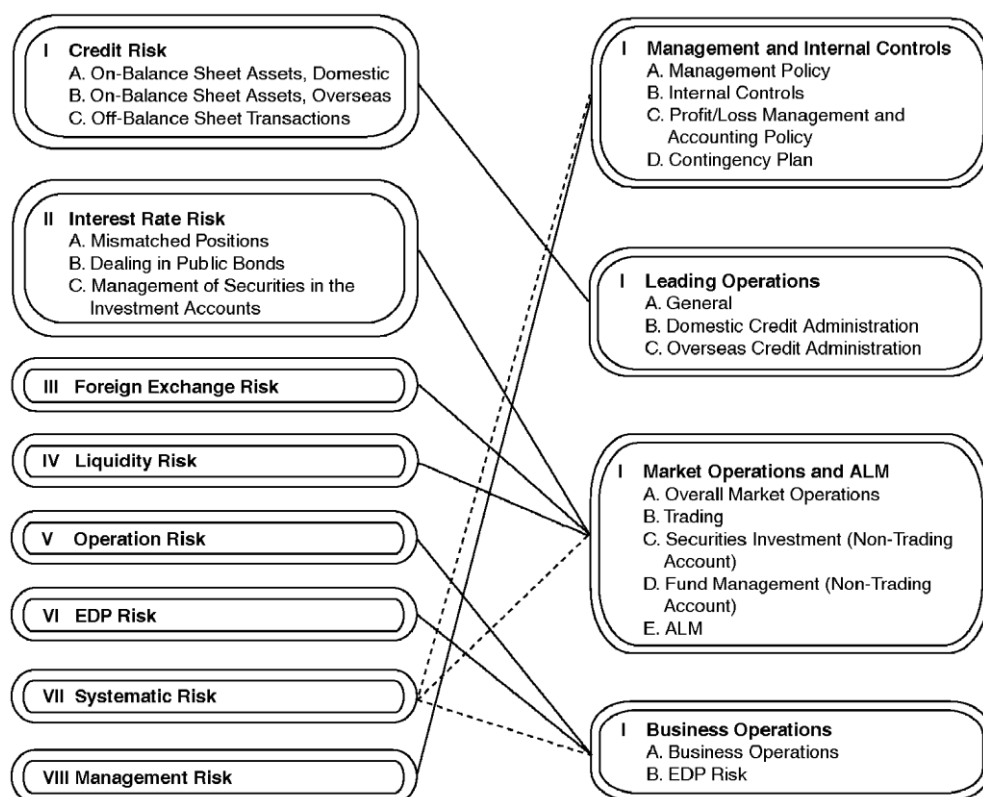 I Credit Risk
A. On-Balance Sheet Assets, Domestic
B. On-Balance Sheet Assets, Overseas
C. Off-Balance Sheet Transactions
II Interest Rate Risk
A. Mismatched Positions
B. Dealing in Public Bonds
C. Management of Securities in the
Investment Accounts
III Foreign Exchange Risk
IV Liquidity Risk
V Operation Risk
VI EDP Risk
VII Systematic Risk
VIII Management Risk
I Management and Internal Controls
A. Management Policy
B. Internal Controls
C. Profit/Loss Management and
Accounting Policy
D. Contingency Plan
I Leading Operations
A. General
B. Domestic Credit Administration
C. Overseas Credit Administration
I Market Operations and ALM
A. Overall Market Operations
B. Trading
C. Securities Investment (Non-Trading
Account)
D. Fund Management (Non-Trading
Account)
E. ALM
I Business Operations
A. Business Operations
B. EDP Risk